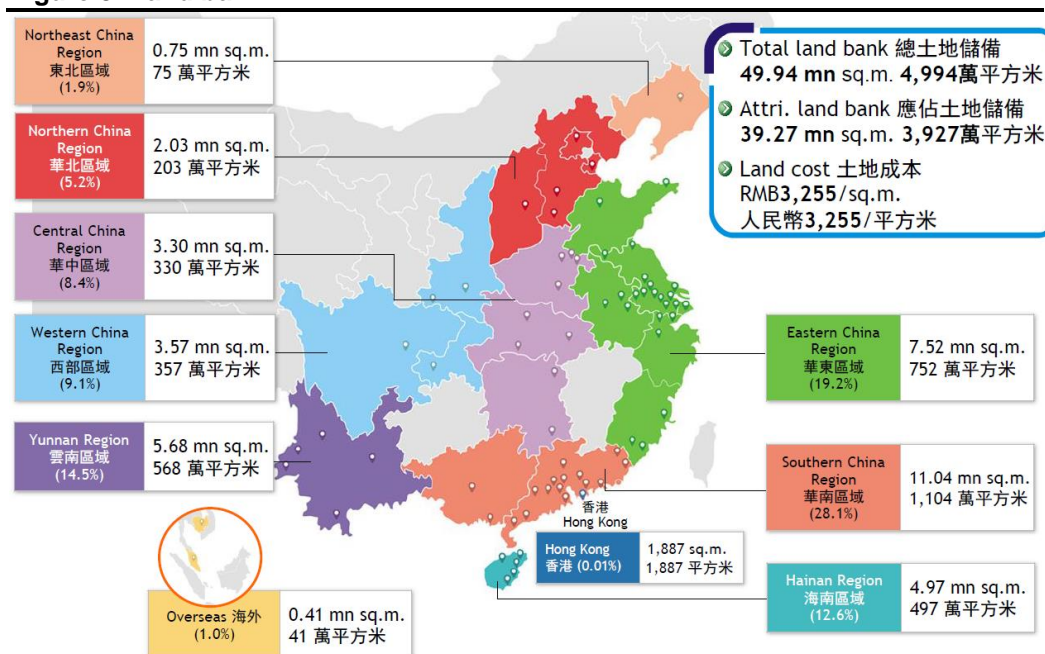 Northeast China
Region
東北區域
(1.9%)
0.75 mn sq.m.
75 萬平方米
Northern China
Region
華北區域
(5.2%)
2.03 mn sq.m.
203 萬平方米
Central China
Region
華中區域
(8.4%)
3.30 mn sq.m.
330 萬平方米
Western China
Region
西部區域
(9.1%)
3.57 mn sq.m.
357 萬平方米
Yunnan Region
雲南區域
(14.5%)
5.68 mn sq.m.
568 萬平方米
Overseas 海外
(1.0%)
0.41 mn sq.m.
41 萬平方米
Total land bank 總土地儲備
49.94 mn sq.m. 4,994萬平方米
Attri. land bank 應佔土地儲備
39.27 mn sq.m. 3,927萬平方米
Land cost 土地成本
RMB3,255/sq.m.
人民幣3,255/平方米
Eastern China
Region
華東區域
(19.2%)
7.52 mn sq.m.
752 萬平方米
Southern China
Region
華南區域
(28.1%)
11.04 mn sq.m.
1,104 萬平方米
香港
Hong Kong
Hong Kong
香港 (0.01%)
1,887 sq.m.
1,887 平方米
Hainan Region
海南區域
(12.6%)
4.97 mn sq.m.
497 萬平方米